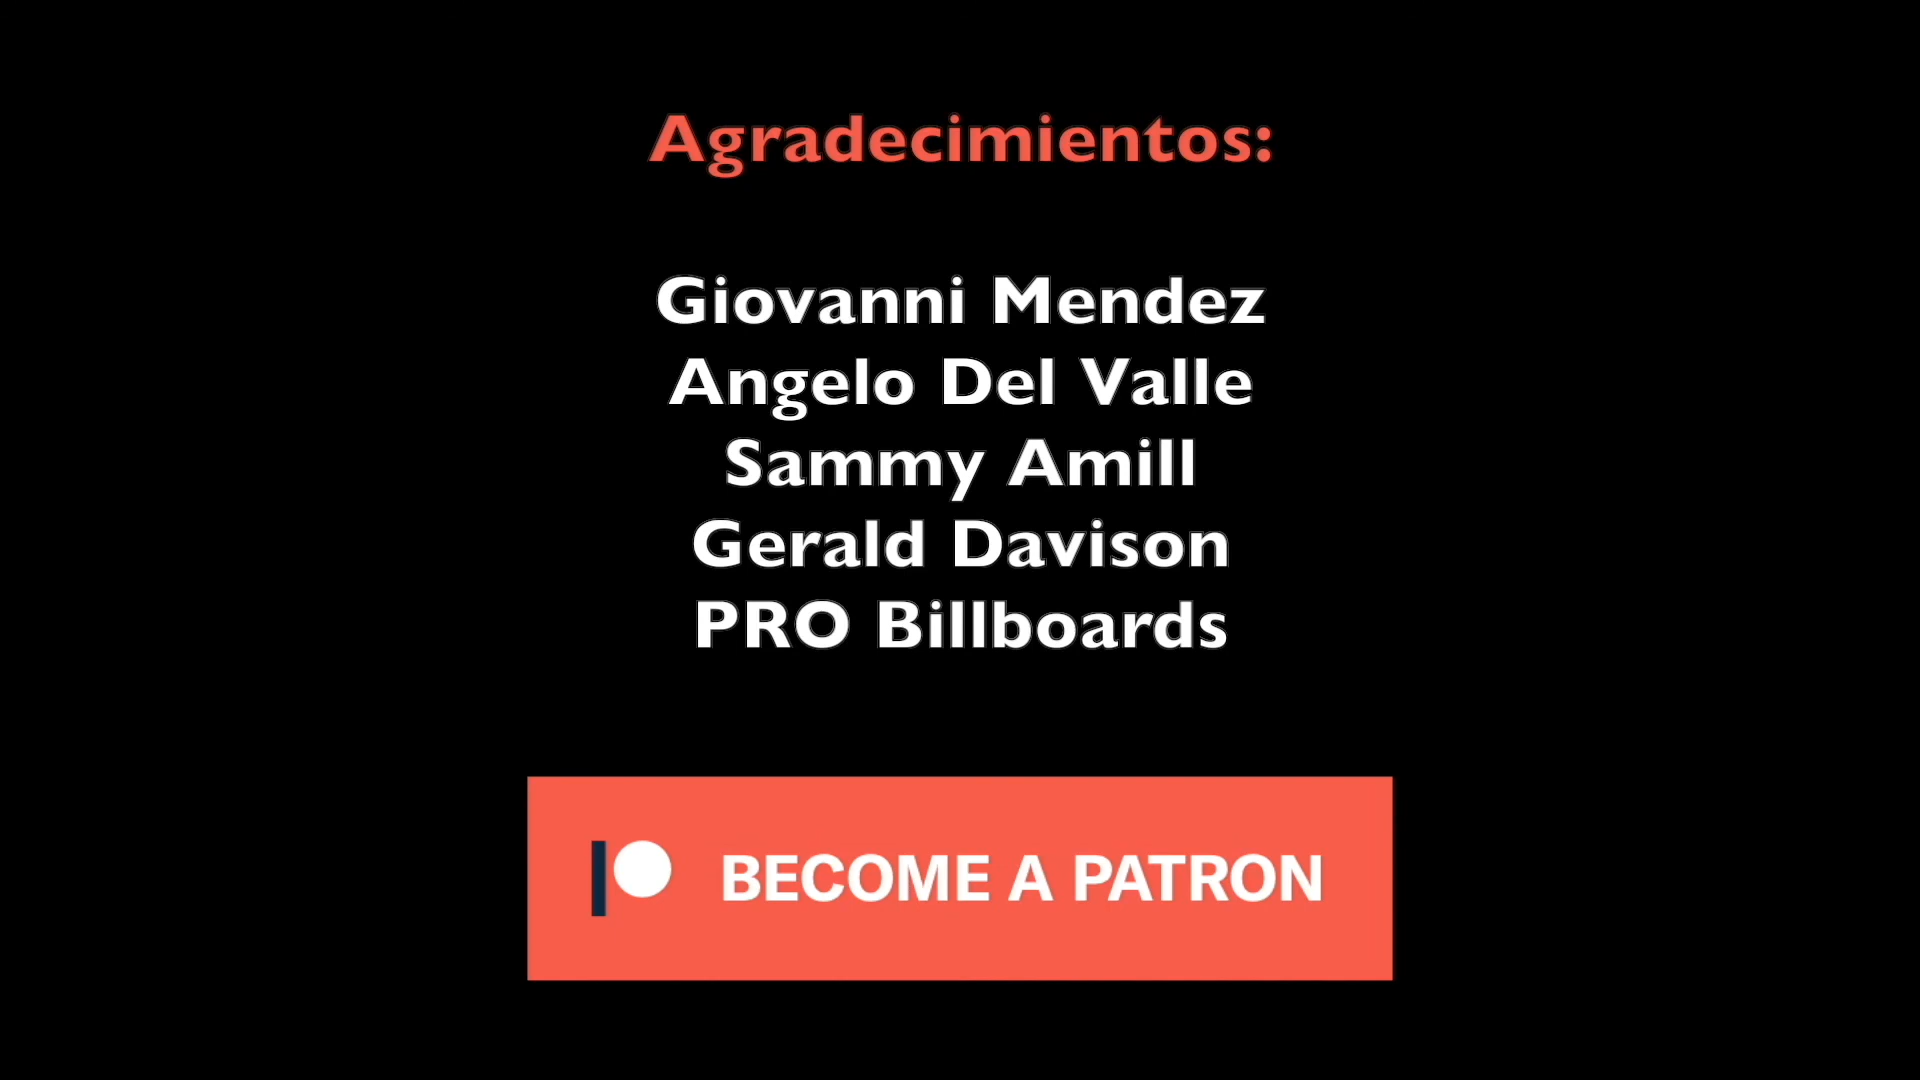 Agradecimientos:
Giovanni Mendez
Angelo Del Valle
Sammy Amill
Gerald Davison
PRO Billboards
BECOME A PATRON